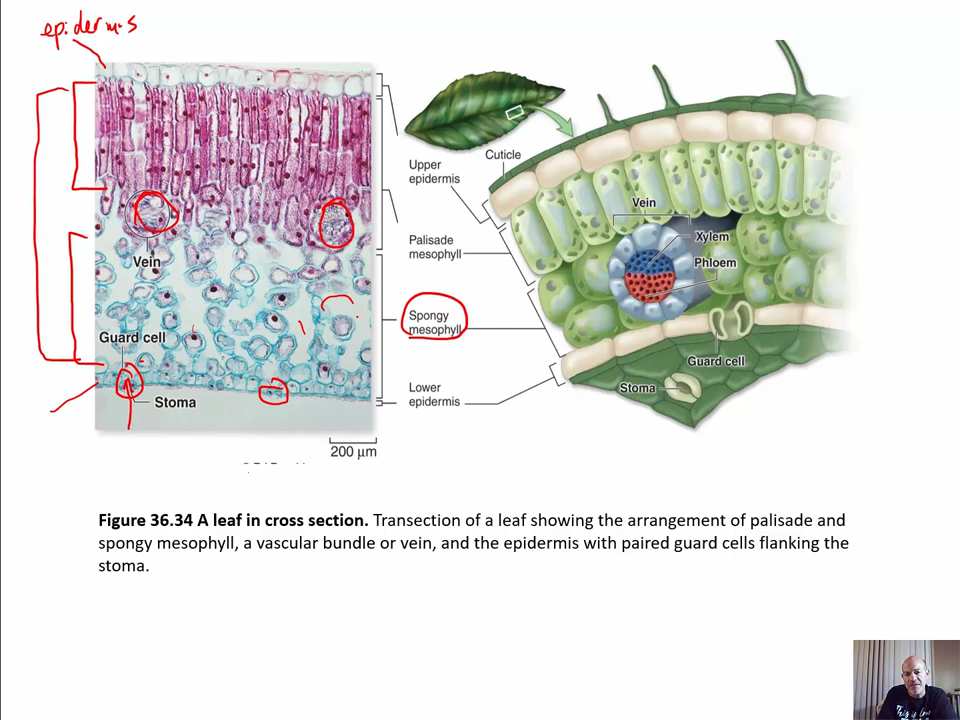 epidermis
Cuticle
Upper
epidermis
Palisade
mesophyll
Spongy
mesophyll
Lower
epidermis
Vein
Guard cell
Stoma
200 μm
Vein
Xylem
Phloem
Guard cell
Stoma
Figure 36.34 A leaf in cross section. Transection of a leaf showing the arrangement of palisade and
spongy mesophyll, a vascular bundle or vein, and the epidermis with paired guard cells flanking the
stoma.